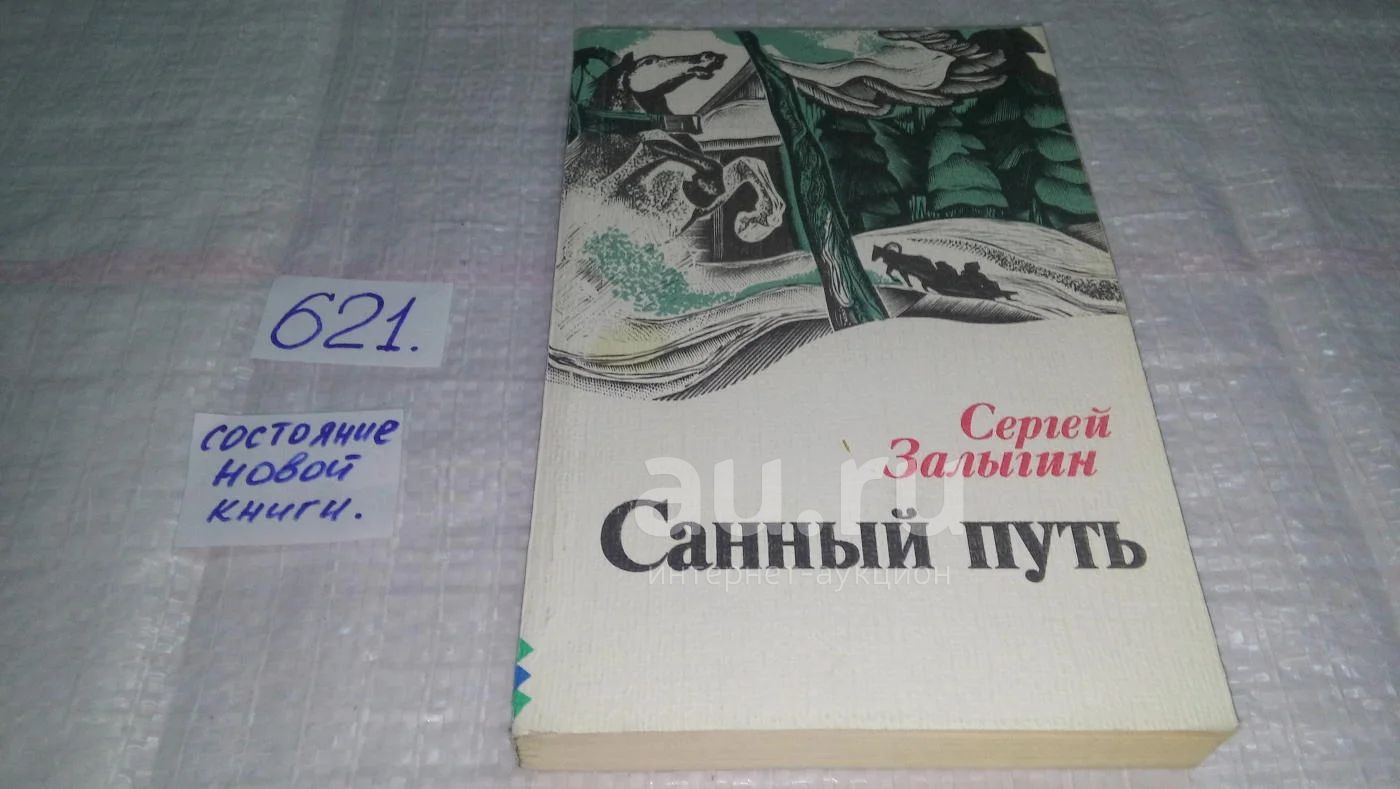 621.
состояние
новой
книги.
Сергей
Залыгин
au.ru
Санный путь
интернет-аукцион